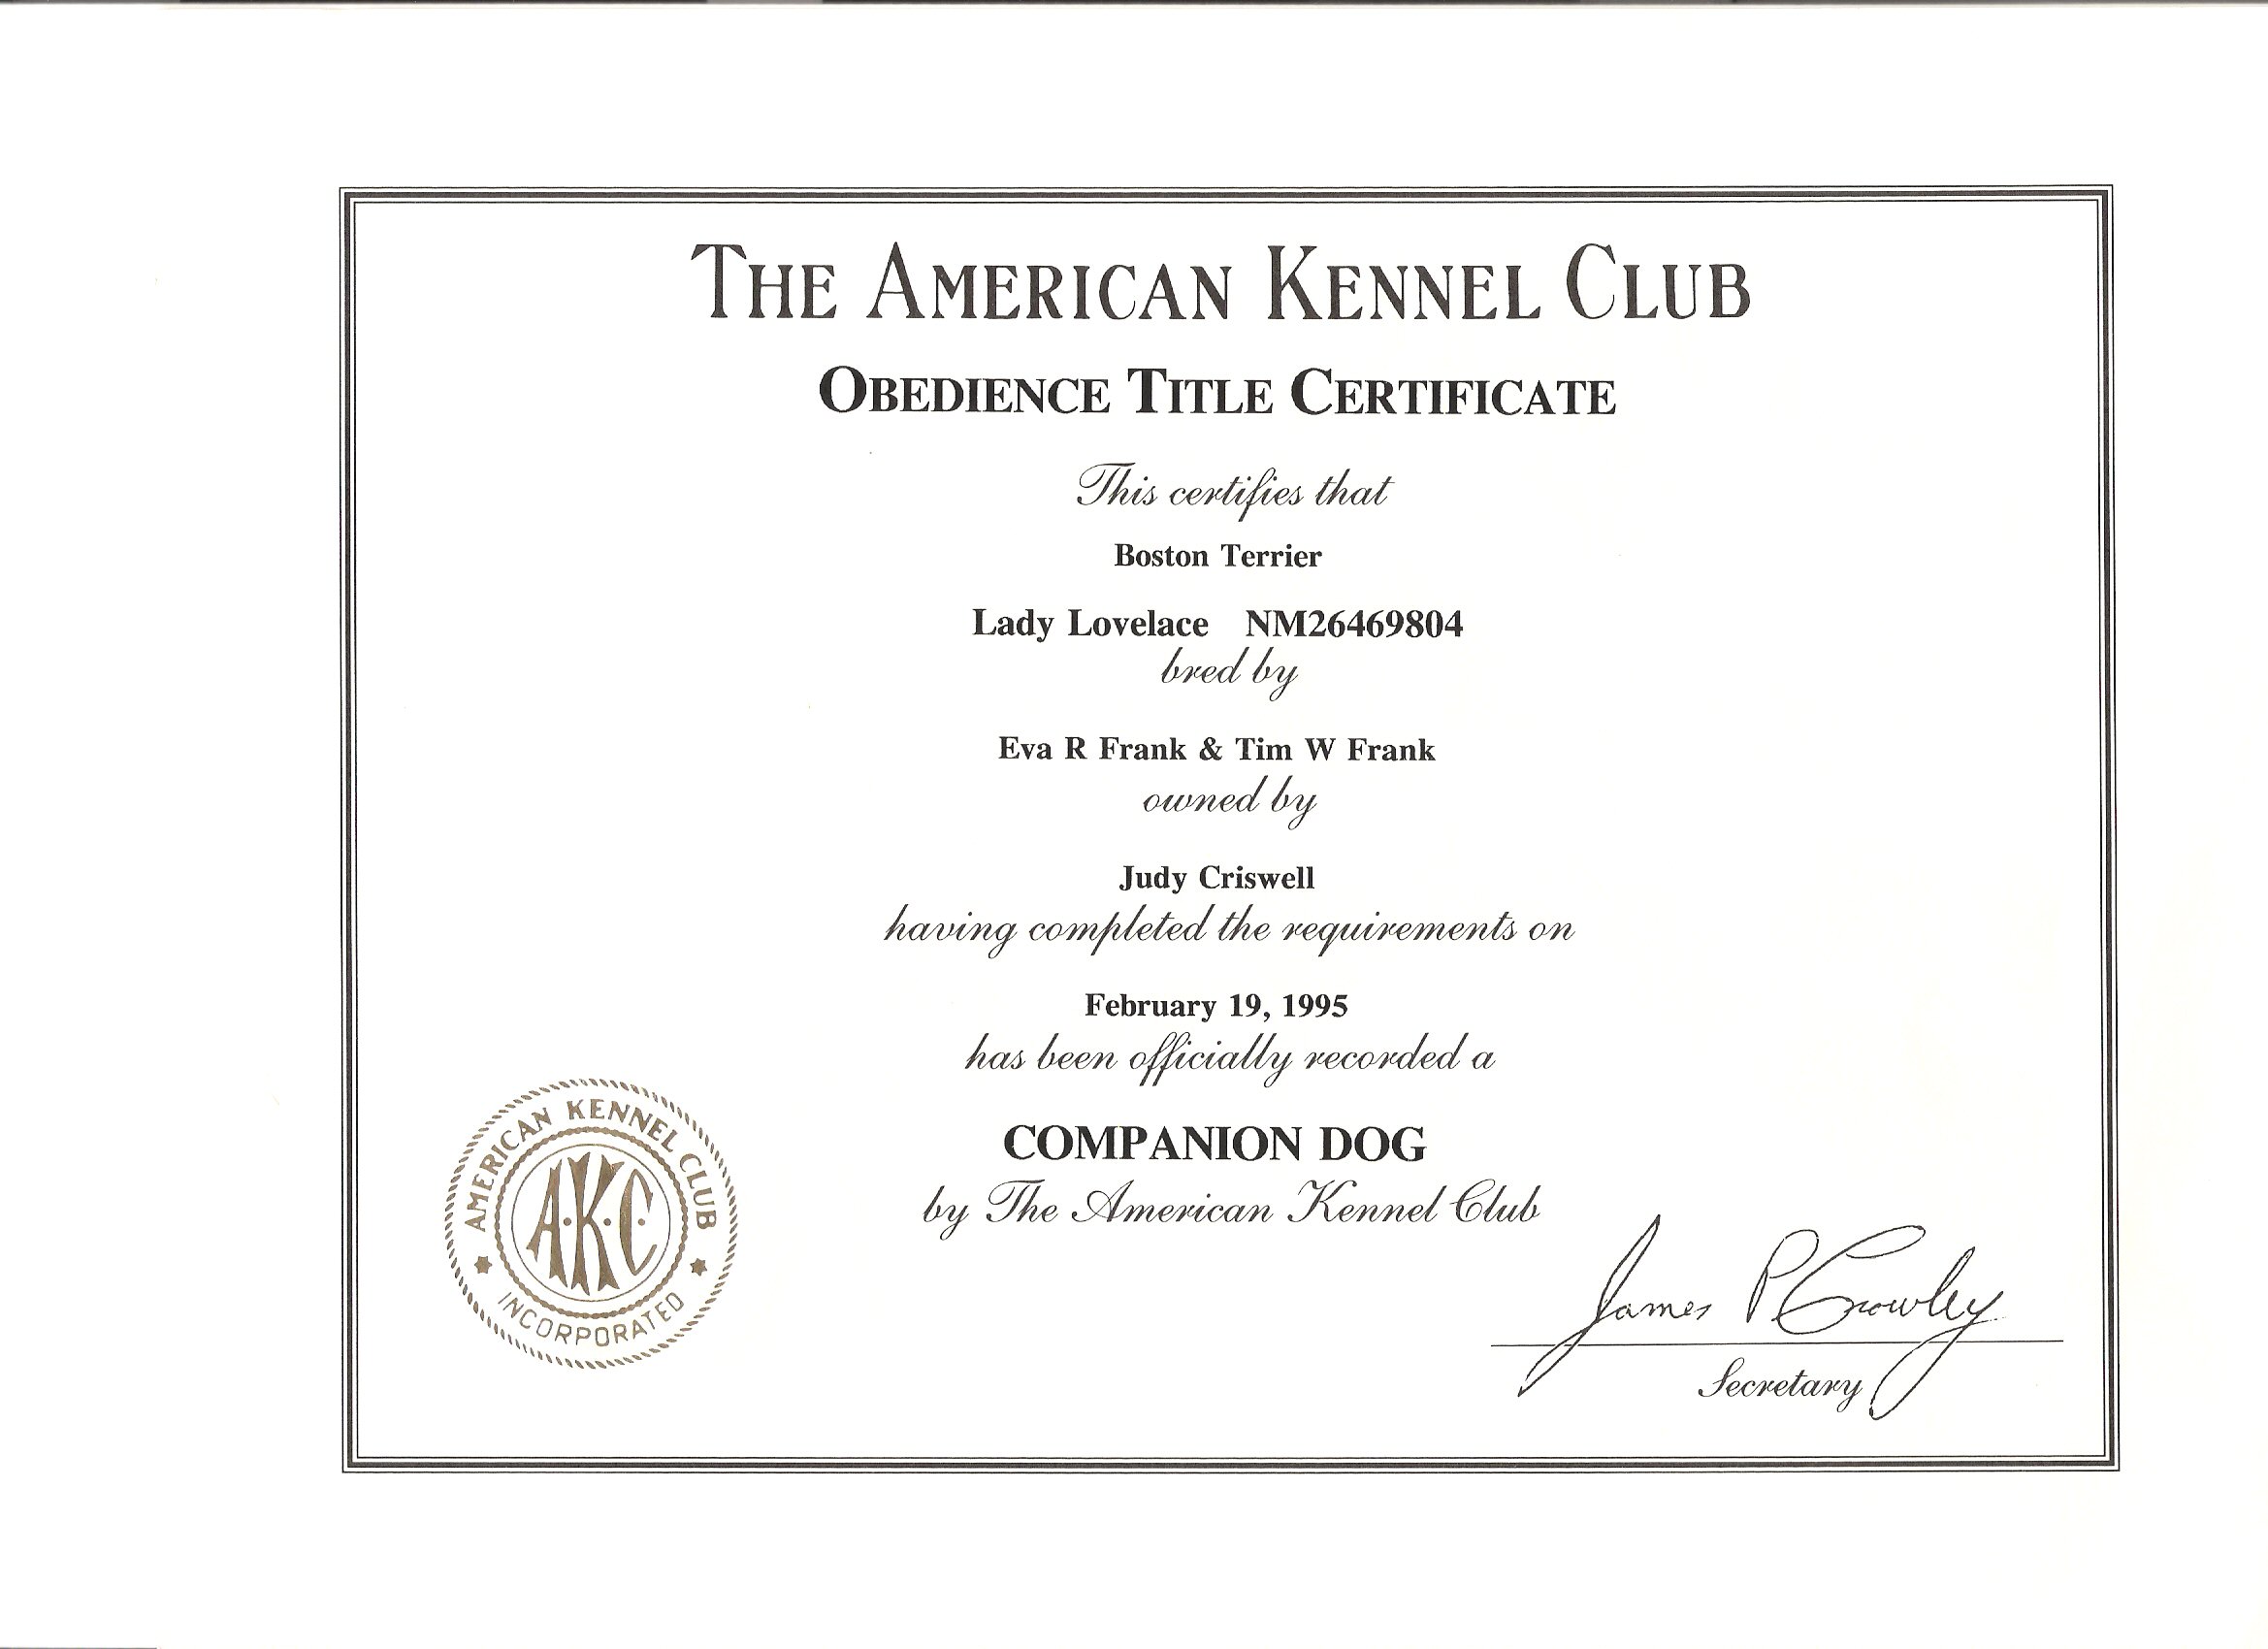 THE AMERICAN KENNEL CLUB
OBEDIENCE TITLE CERTIFICATE
This certifies that
Boston Terrier
Lady Lovelace NM26469804
bred by
Eva R Frank & Tim W Frank
owned by
Judy Criswell
having completed the requirements on
February 19, 1995
has been officially recorded a
COMPANION DOG
by The American Kennel Club
AMERICAN KENNEL CLUB
A·K·C·
INCORPORATED
James P Crowley
Secretary